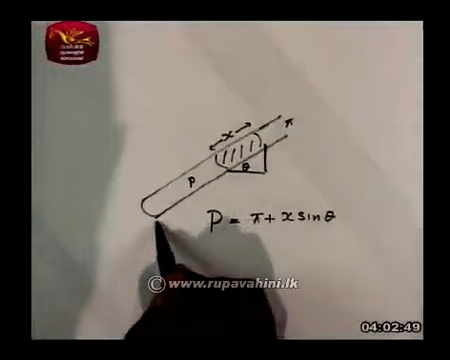 x
π
P
θ
P = π + x sin θ
© www.rupavahini.lk
04:02:49